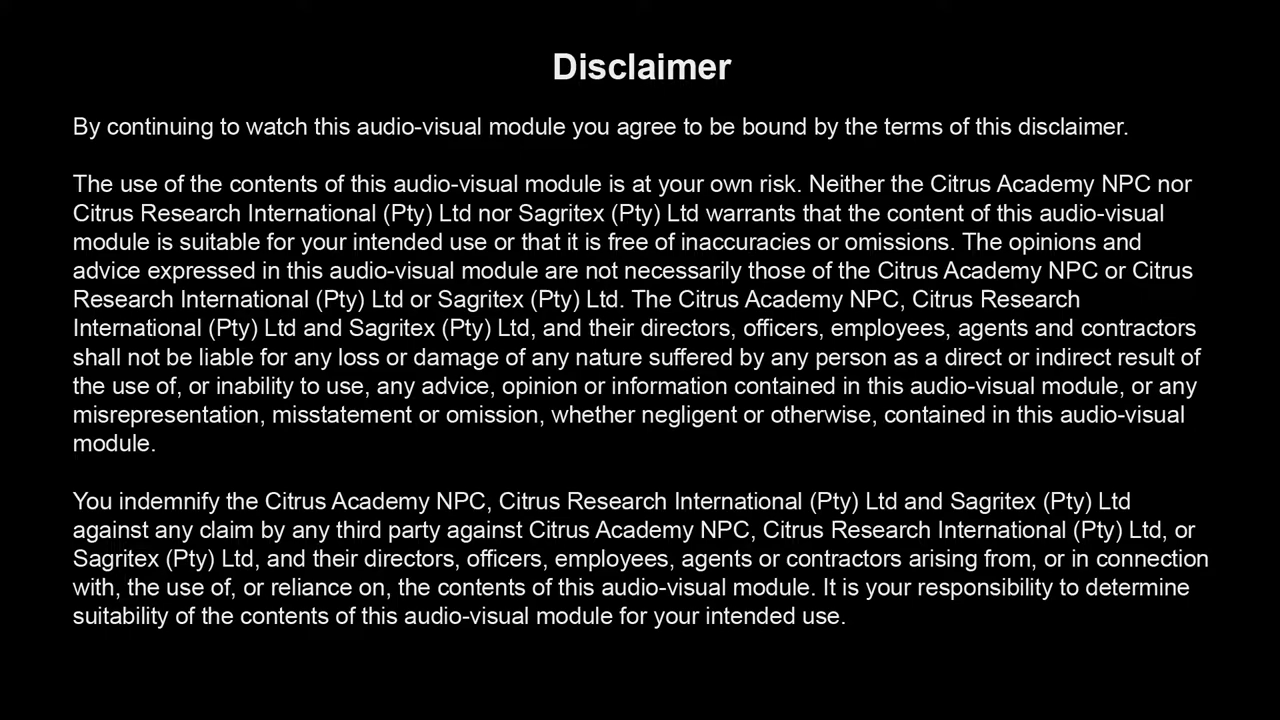 Disclaimer
By continuing to watch this audio-visual module you agree to be bound by the terms of this disclaimer.
The use of the contents of this audio-visual module is at your own risk. Neither the Citrus Academy NPC nor
Citrus Research International (Pty) Ltd nor Sagritex (Pty) Ltd warrants that the content of this audio-visual
module is suitable for your intended use or that it is free of inaccuracies or omissions. The opinions and
advice expressed in this audio-visual module are not necessarily those of the Citrus Academy NPC or Citrus
Research International (Pty) Ltd or Sagritex (Pty) Ltd. The Citrus Academy NPC, Citrus Research
International (Pty) Ltd and Sagritex (Pty) Ltd, and their directors, officers, employees, agents and contractors
shall not be liable for any loss or damage of any nature suffered by any person as a direct or indirect result of
the use of, or inability to use, any advice, opinion or information contained in this audio-visual module, or any
misrepresentation, misstatement or omission, whether negligent or otherwise, contained in this audio-visual
module.
You indemnify the Citrus Academy NPC, Citrus Research International (Pty) Ltd and Sagritex (Pty) Ltd
against any claim by any third party against Citrus Academy NPC, Citrus Research International (Pty) Ltd, or
Sagritex (Pty) Ltd, and their directors, officers, employees, agents or contractors arising from, or in connection
with, the use of, or reliance on, the contents of this audio-visual module. It is your responsibility to determine
suitability of the contents of this audio-visual module for your intended use.